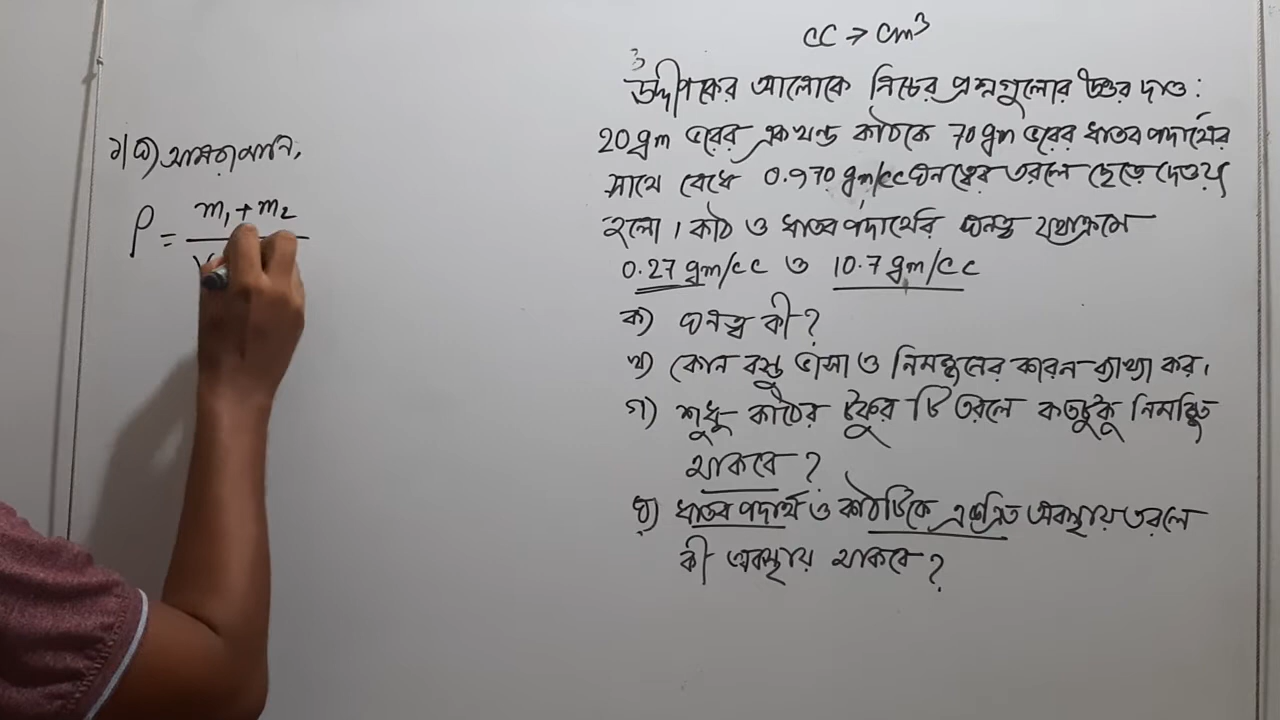 cc → cm³
উদ্দীপকের আলোকে নিচের প্রশ্নগুলোর উত্তর দাও :
20gm ভরের একখন্ড কাঠকে 70gm ভরের ধাতব পদার্থের
সাথে বেধে 0.970 gm/cc ঘনত্বের তরলে ছেড়ে দেওয়া
হলো। কাঠ ও ধাতব পদার্থের ঘনত্ব যথাক্রমে
0.27 gm/cc ও 10.7 gm/cc
ক) ঘনত্ব কী?
খ) কোন বস্তু ভাসা ও নিমজ্জনের কারন ব্যাখ্যা কর।
গ) শুধু কাঠের টুকুর টি তরলে কতটুকু নিমজ্জিত
থাকবে?
ঘ) ধাতব পদার্থ ও কাঠটিকে একত্রিত অবস্থায় তরলে
কী অবস্থায় থাকবে?
আমরা জানি,
ρ = m₁ + m₂